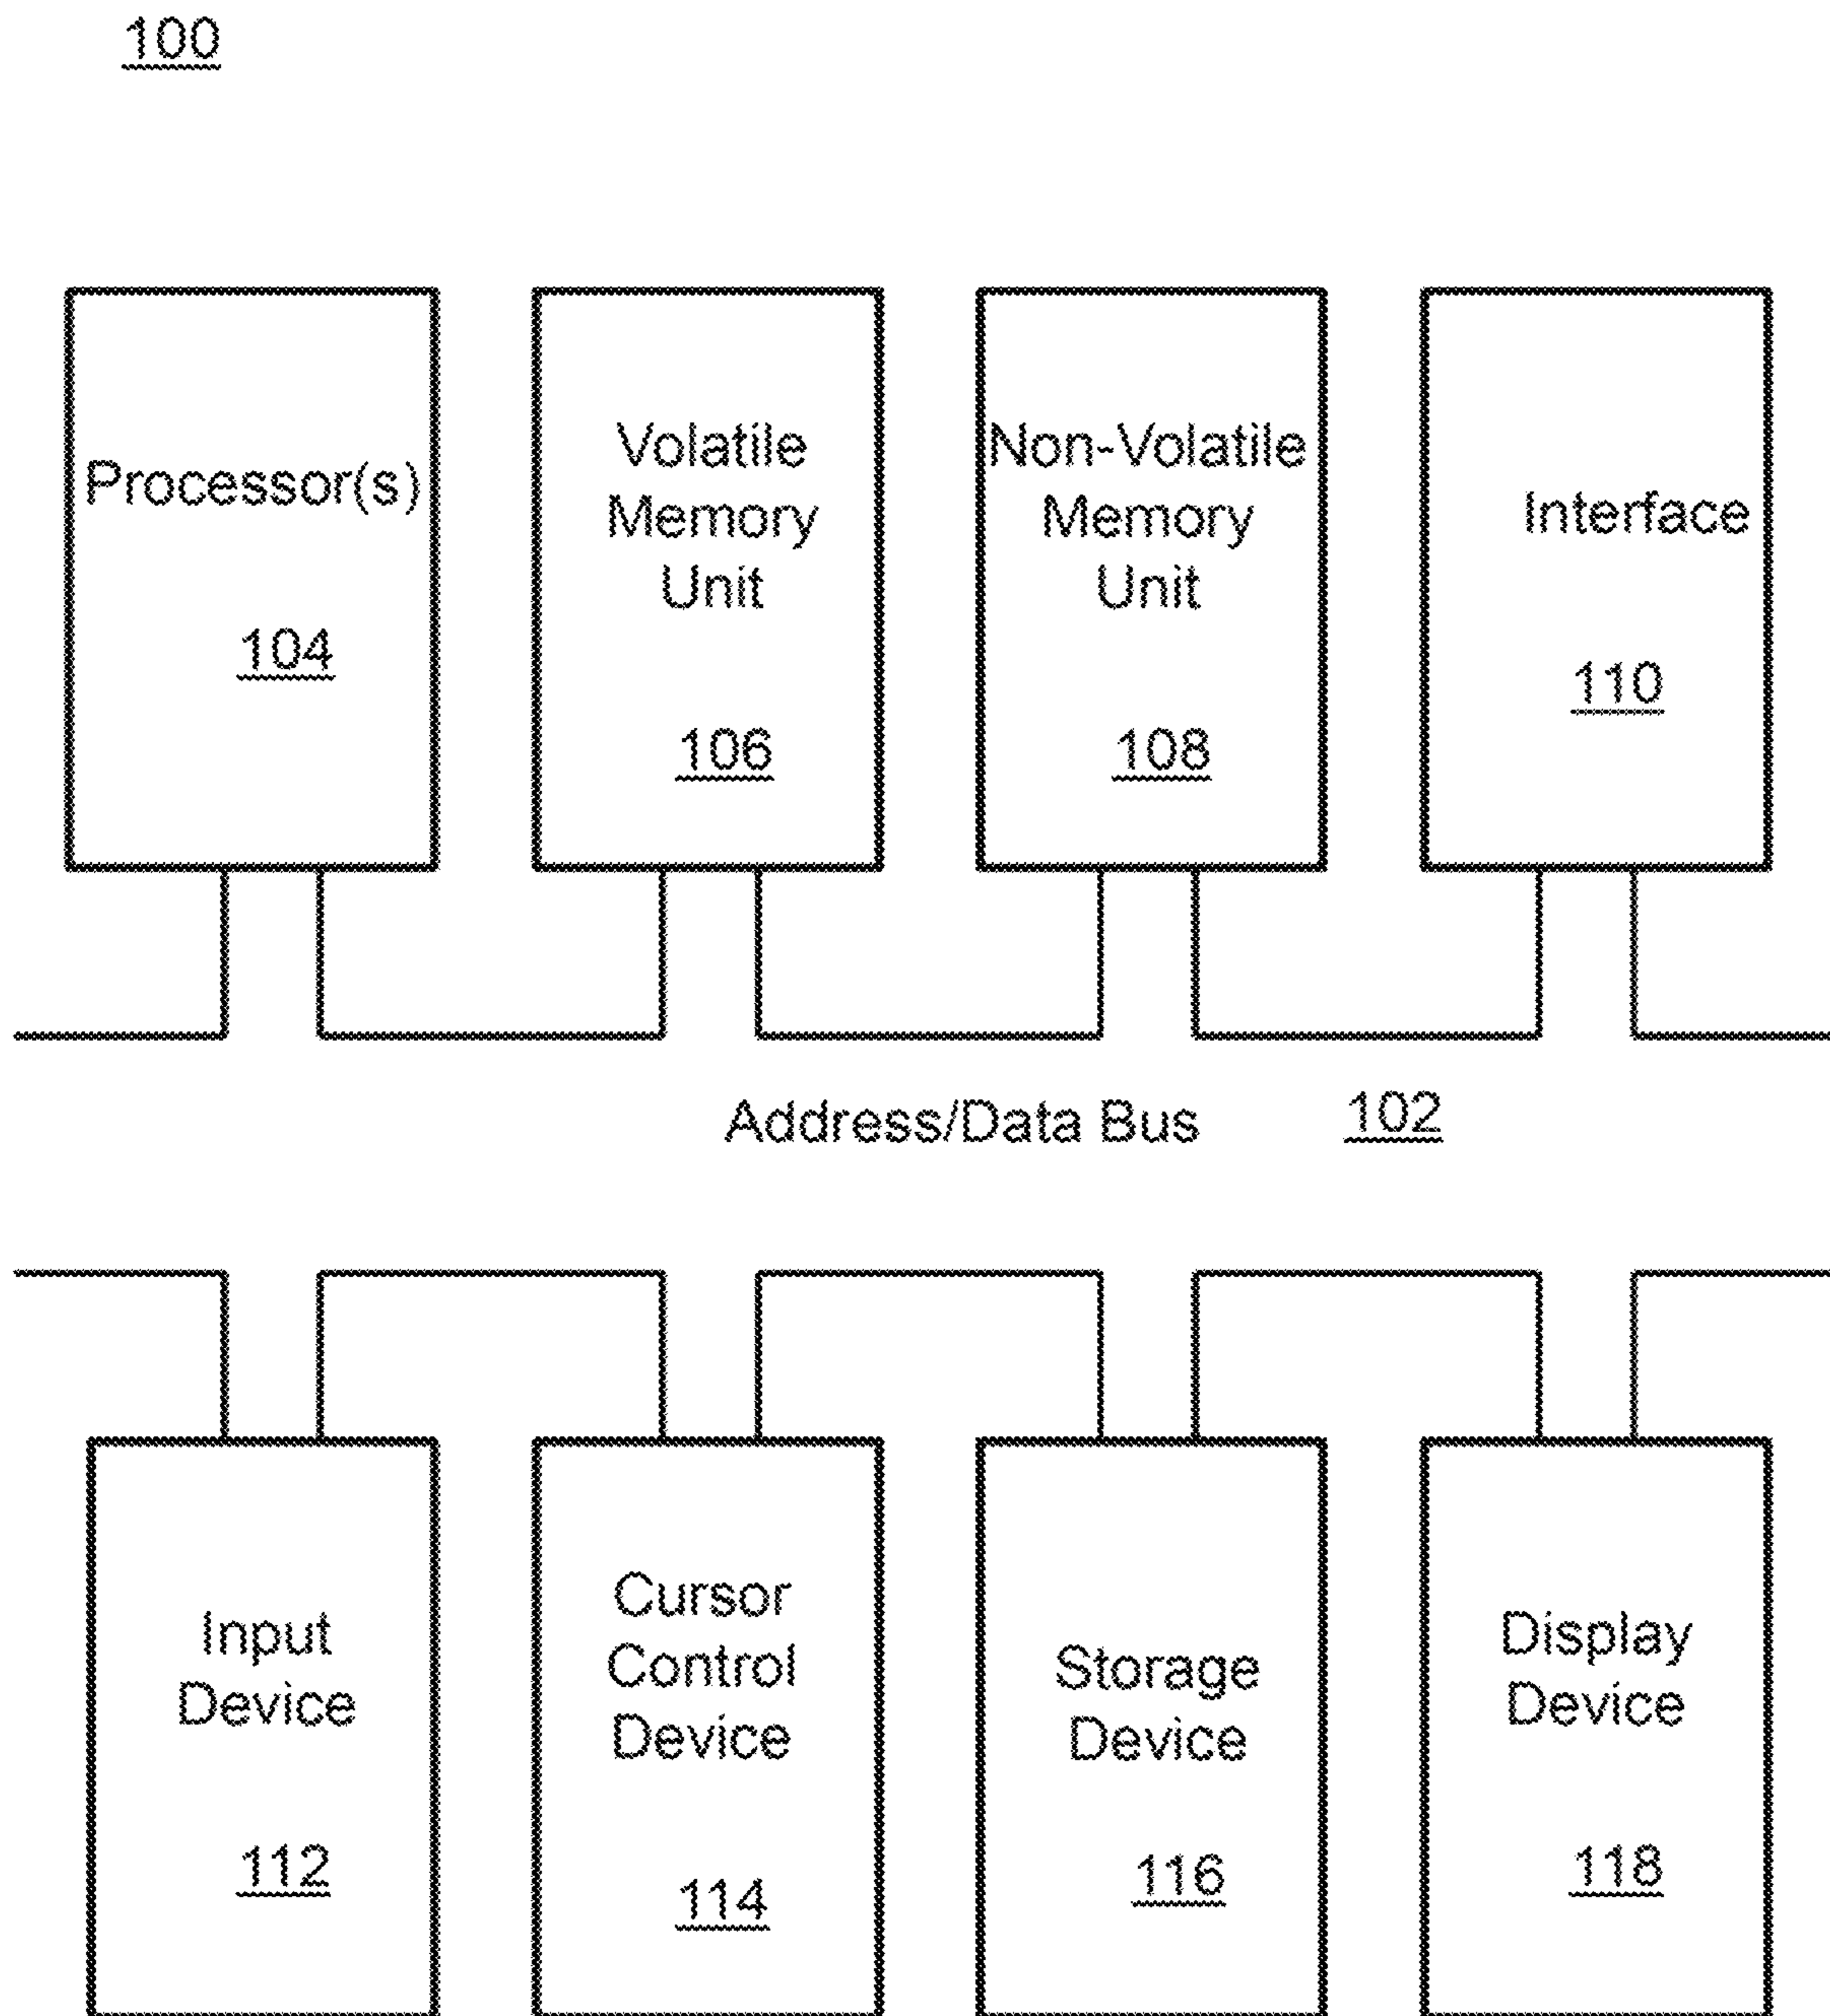 100
Processor(s)
104
Volatile
Memory
Unit
106
Non-Volatile
Memory
Unit
108
Interface
110
Address/Data Bus 102
Input
Device
112
Cursor
Control
Device
114
Storage
Device
116
Display
Device
118